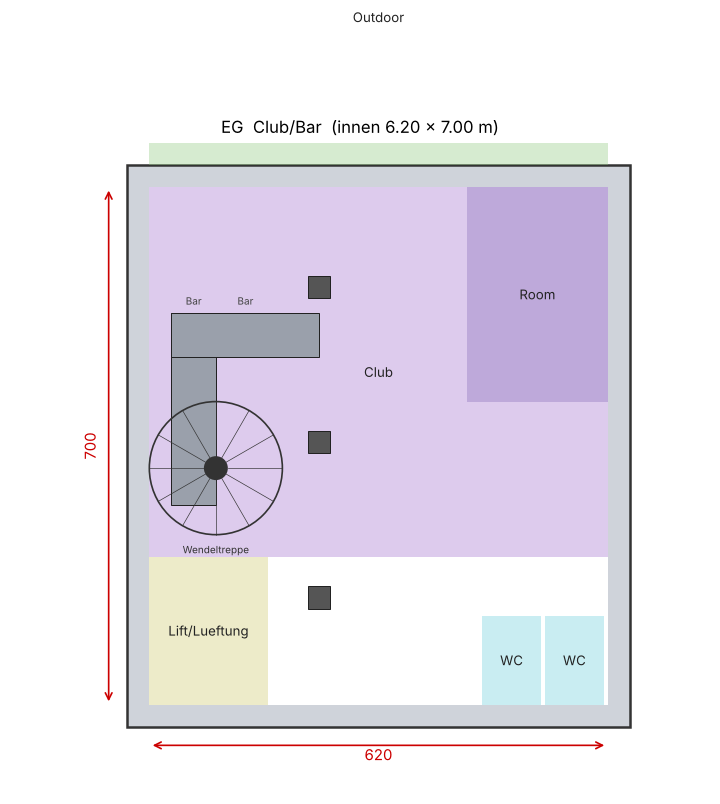 Outdoor
EG Club/Bar (innen 6.20 × 7.00 m)
Room
Bar Bar
Club
700
Wendeltreppe
Lift/Lueftung
WC WC
620